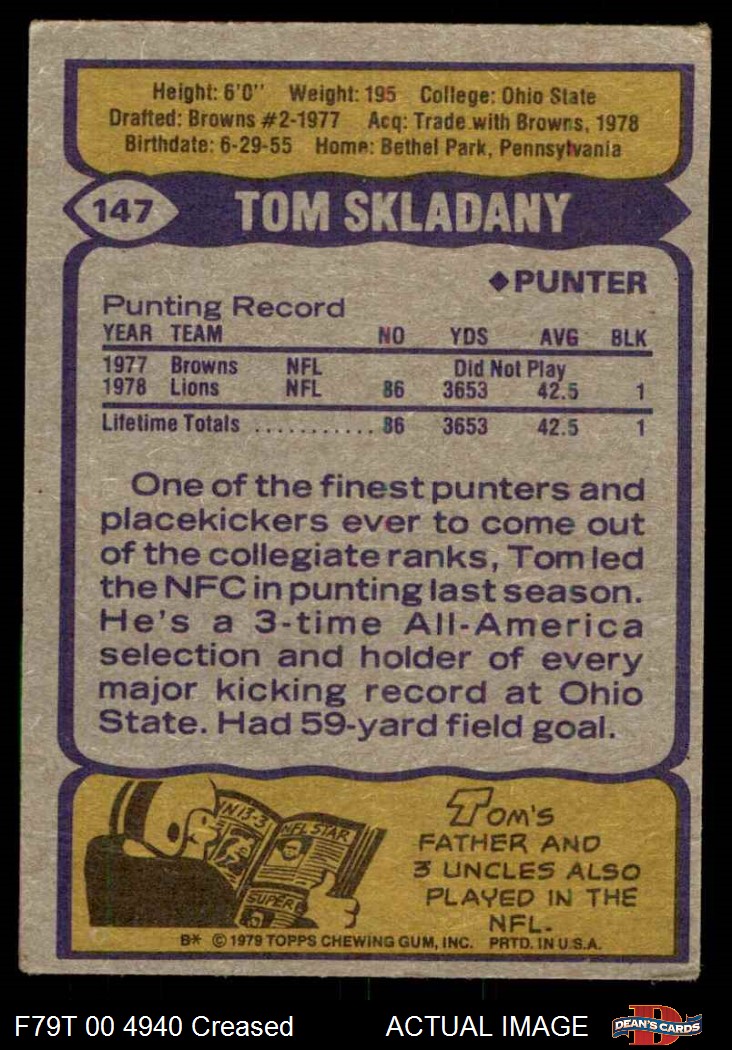 Height: 6'0" Weight: 195 College: Ohio State
Drafted: Browns #2-1977 Acq: Trade with Browns, 1978
Birthdate: 6-29-55 Home: Bethel Park, Pennsylvania
147 TOM SKLADANY
◆PUNTER
Punting Record
YEAR TEAM NO YDS AVG BLK
1977 Browns NFL Did Not Play
1978 Lions NFL 86 3653 42.5 1
Lifetime Totals ........... 86 3653 42.5 1
One of the finest punters and
placekickers ever to come out
of the collegiate ranks, Tom led
the NFC in punting last season.
He's a 3-time All-America
selection and holder of every
major kicking record at Ohio
State. Had 59-yard field goal.
IN 13-3
NFL STAR
SUPER
TOM'S
FATHER AND
3 UNCLES ALSO
PLAYED IN THE
NFL.
B* © 1979 TOPPS CHEWING GUM, INC. PRTD. IN U.S.A.
F79T 00 4940 Creased ACTUAL IMAGE
D
DEAN'S CARDS